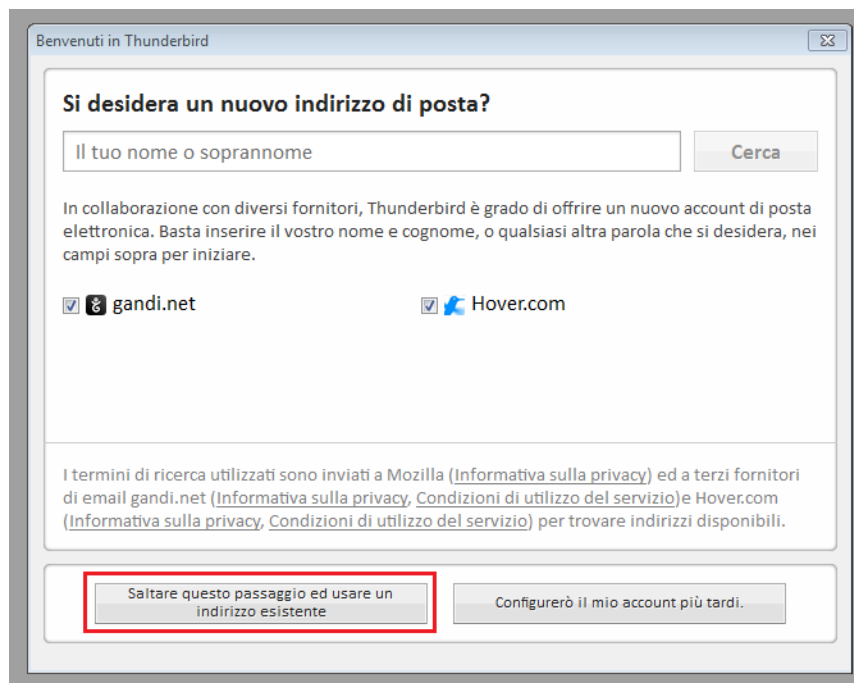 Benvenuti in Thunderbird
Si desidera un nuovo indirizzo di posta?
Il tuo nome o soprannome
Cerca
In collaborazione con diversi fornitori, Thunderbird è grado di offrire un nuovo account di posta
elettronica. Basta inserire il vostro nome e cognome, o qualsiasi altra parola che si desidera, nei
campi sopra per iniziare.
gandi.net
Hover.com
I termini di ricerca utilizzati sono inviati a Mozilla (Informativa sulla privacy) ed a terzi fornitori
di email gandi.net (Informativa sulla privacy, Condizioni di utilizzo del servizio)e Hover.com
(Informativa sulla privacy, Condizioni di utilizzo del servizio) per trovare indirizzi disponibili.
Saltare questo passaggio ed usare un
indirizzo esistente
Configurerò il mio account più tardi.